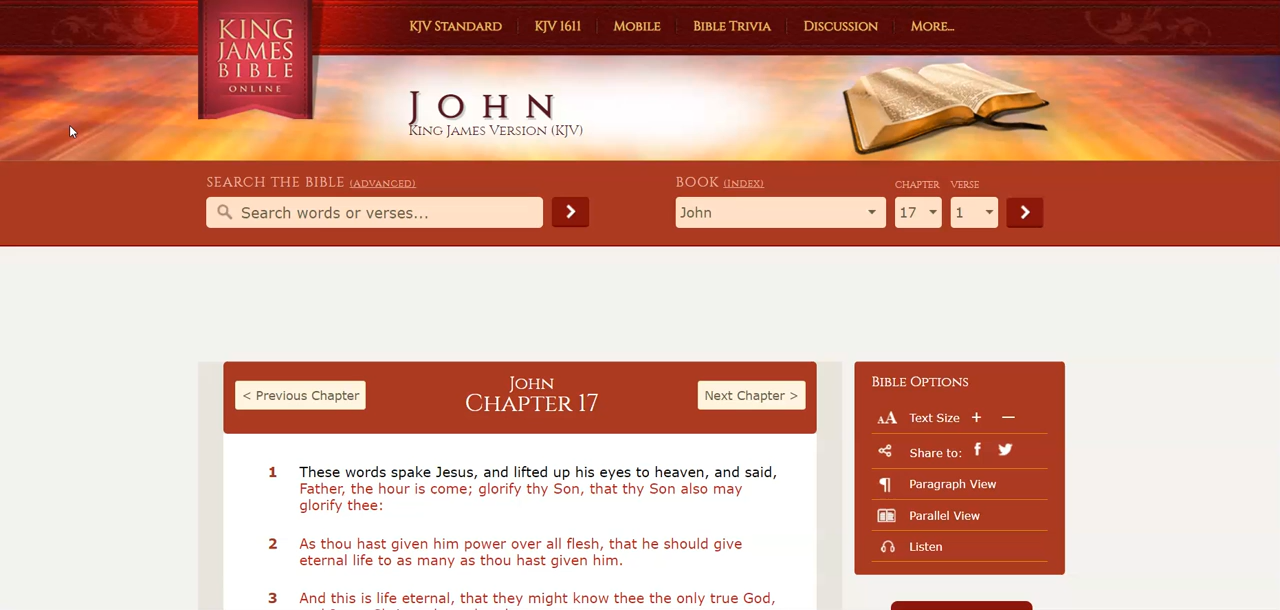 KING
JAMES
BIBLE
ONLINE
KJV STANDARD
KJV 1611
MOBILE
BIBLE TRIVIA
DISCUSSION
MORE...
JOHN
KING JAMES VERSION (KJV)
SEARCH THE BIBLE (ADVANCED)
Search words or verses...
BOOK (INDEX)
CHAPTER
VERSE
John
17
1
< Previous Chapter
JOHN
CHAPTER 17
Next Chapter >
1 These words spake Jesus, and lifted up his eyes to heaven, and said,
Father, the hour is come; glorify thy Son, that thy Son also may
glorify thee:
2 As thou hast given him power over all flesh, that he should give
eternal life to as many as thou hast given him.
3 And this is life eternal, that they might know thee the only true God,
BIBLE OPTIONS
AA Text Size + −
Share to: f
¶ Paragraph View
Parallel View
Listen